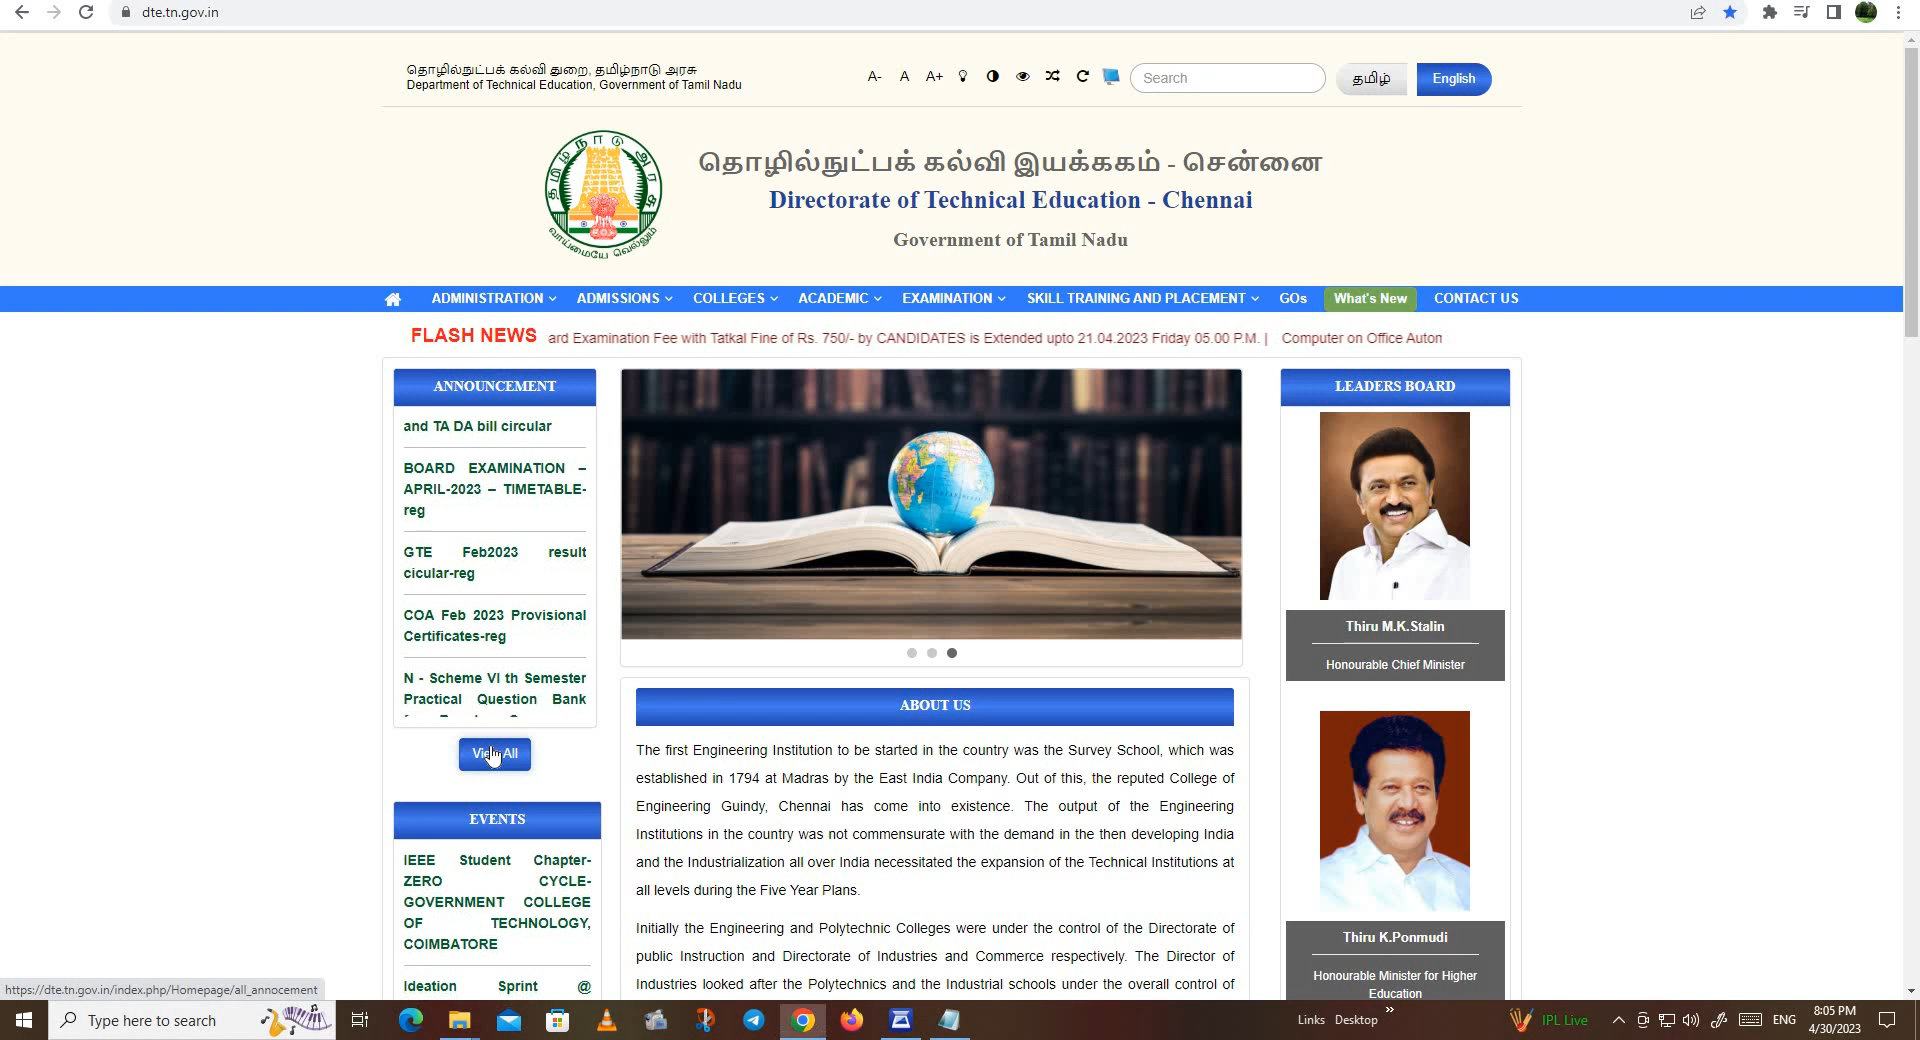 dte.tn.gov.in
தொழில்நுட்பக் கல்வி துறை, தமிழ்நாடு அரசு
Department of Technical Education, Government of Tamil Nadu
A- A A+ Search தமிழ் English
தமிழ்நாடு அரசு
வாய்மையே வெல்லும்
தொழில்நுட்பக் கல்வி இயக்ககம் - சென்னை
Directorate of Technical Education - Chennai
Government of Tamil Nadu
ADMINISTRATION ADMISSIONS COLLEGES ACADEMIC EXAMINATION SKILL TRAINING AND PLACEMENT GOs What's New CONTACT US
FLASH NEWS ard Examination Fee with Tatkal Fine of Rs. 750/- by CANDIDATES is Extended upto 21.04.2023 Friday 05.00 P.M. | Computer on Office Autom
ANNOUNCEMENT
and TA DA bill circular
BOARD EXAMINATION –
APRIL-2023 – TIMETABLE-
reg
GTE Feb2023 result
cicular-reg
COA Feb 2023 Provisional
Certificates-reg
N - Scheme VI th Semester
Practical Question Bank
View All
EVENTS
IEEE Student Chapter-
ZERO CYCLE-
GOVERNMENT COLLEGE
OF TECHNOLOGY,
COIMBATORE
Ideation Sprint @
ABOUT US
The first Engineering Institution to be started in the country was the Survey School, which was
established in 1794 at Madras by the East India Company. Out of this, the reputed College of
Engineering Guindy, Chennai has come into existence. The output of the Engineering
Institutions in the country was not commensurate with the demand in the then developing India
and the Industrialization all over India necessitated the expansion of the Technical Institutions at
all levels during the Five Year Plans.
Initially the Engineering and Polytechnic Colleges were under the control of the Directorate of
public Instruction and Directorate of Industries and Commerce respectively. The Director of
Industries looked after the Polytechnics and the Industrial schools under the overall control of
LEADERS BOARD
Thiru M.K.Stalin
Honourable Chief Minister
Thiru K.Ponmudi
Honourable Minister for Higher
Education
https://dte.tn.gov.in/index.php/Homepage/all_annocement
Type here to search
Links Desktop »
IPL Live
ENG
8:05 PM
4/30/2023